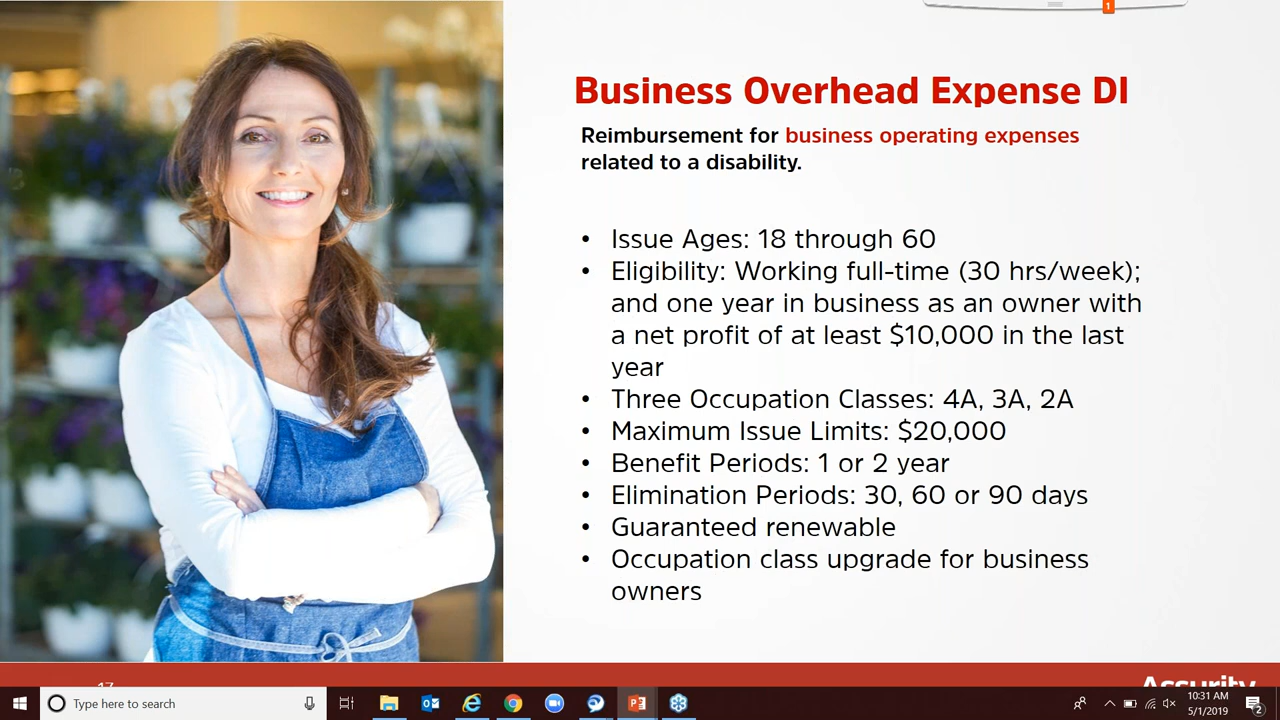 1
Business Overhead Expense DI
Reimbursement for business operating expenses
related to a disability.
• Issue Ages: 18 through 60
• Eligibility: Working full-time (30 hrs/week);
and one year in business as an owner with
a net profit of at least $10,000 in the last
year
• Three Occupation Classes: 4A, 3A, 2A
• Maximum Issue Limits: $20,000
• Benefit Periods: 1 or 2 year
• Elimination Periods: 30, 60 or 90 days
• Guaranteed renewable
• Occupation class upgrade for business
owners
17
Assurity
Type here to search
10:31 AM
5/1/2019
2